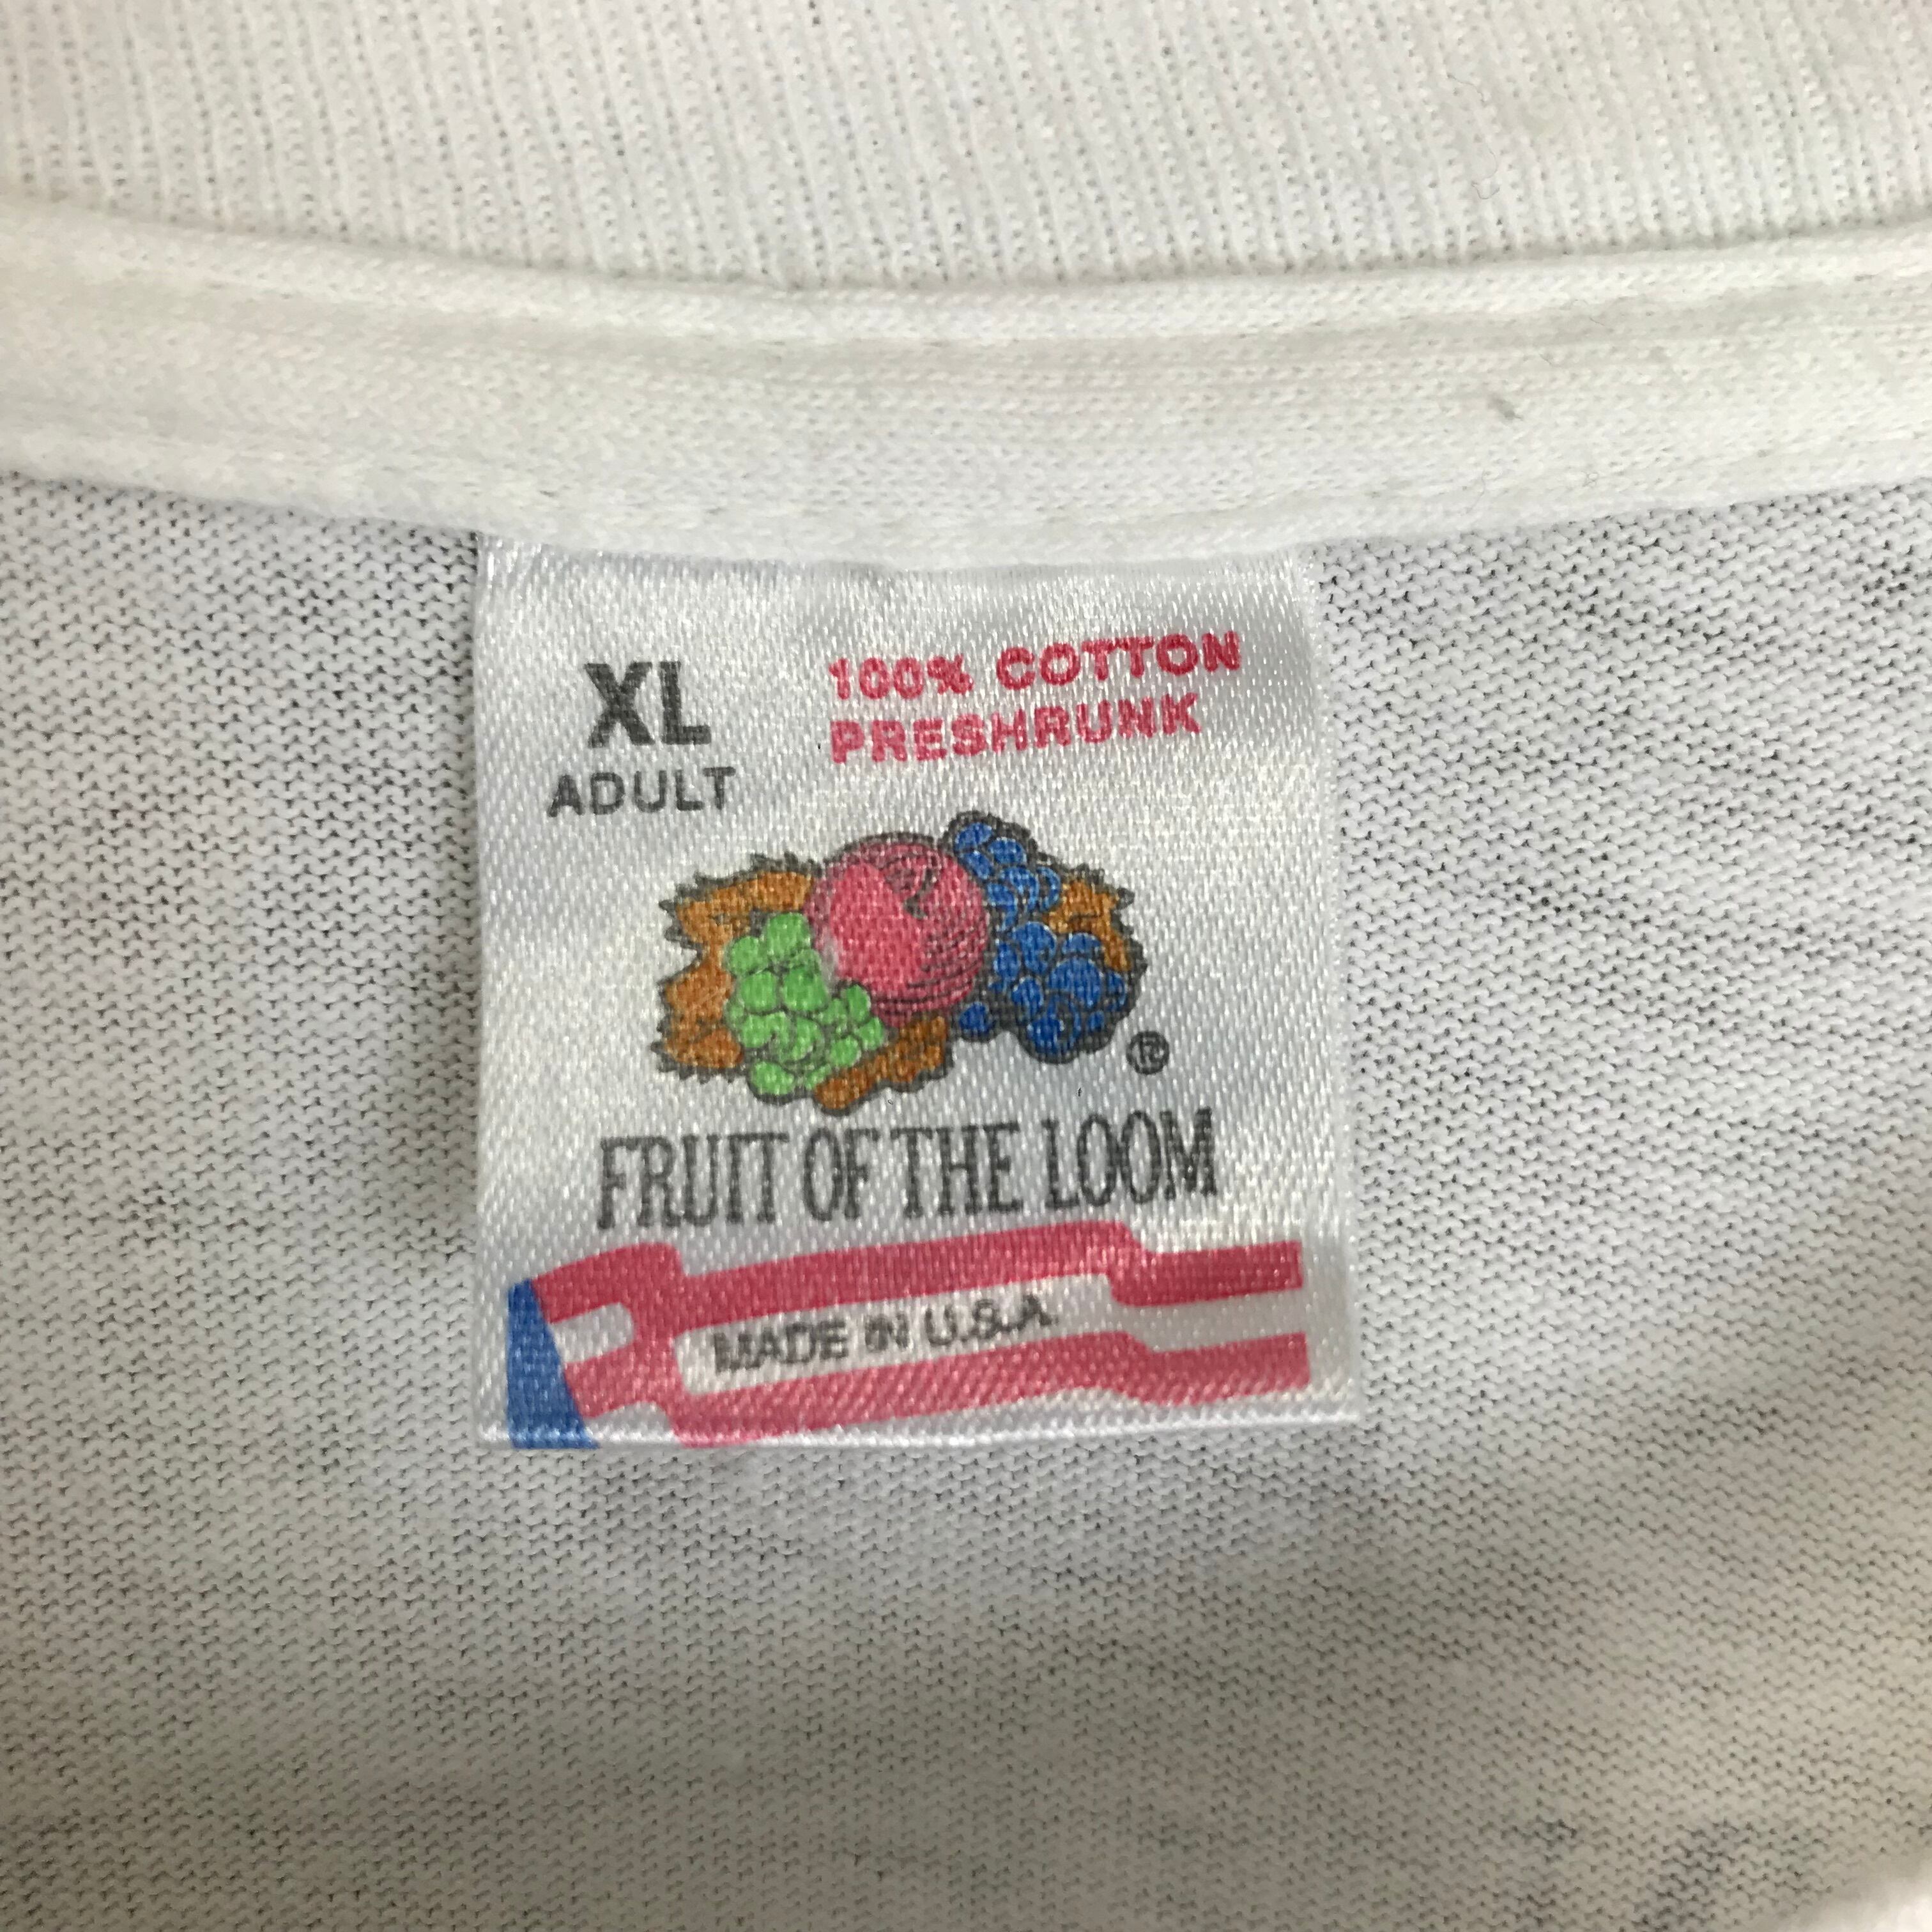 XL
ADULT
100% COTTON
PRESHRUNK
®
FRUIT OF THE LOOM
MADE IN U.S.A